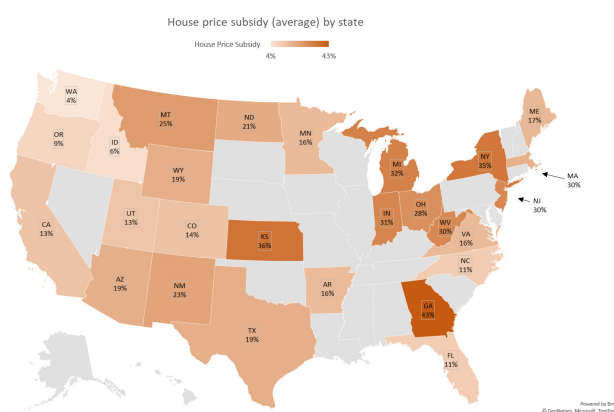 House price subsidy (average) by state
House Price Subsidy
4%
43%
WA
4%
OR
9%
ID
6%
MT
25%
ND
21%
MN
16%
WY
19%
CA
13%
UT
13%
CO
14%
AZ
19%
NM
23%
KS
36%
TX
19%
AR
16%
MI
32%
IN
31%
OH
28%
WV
30%
VA
16%
NC
11%
GA
43%
FL
11%
NY
35%
ME
17%
MA
30%
NJ
30%
Powered by Bin
© GeoNames, Microsoft, TomTom